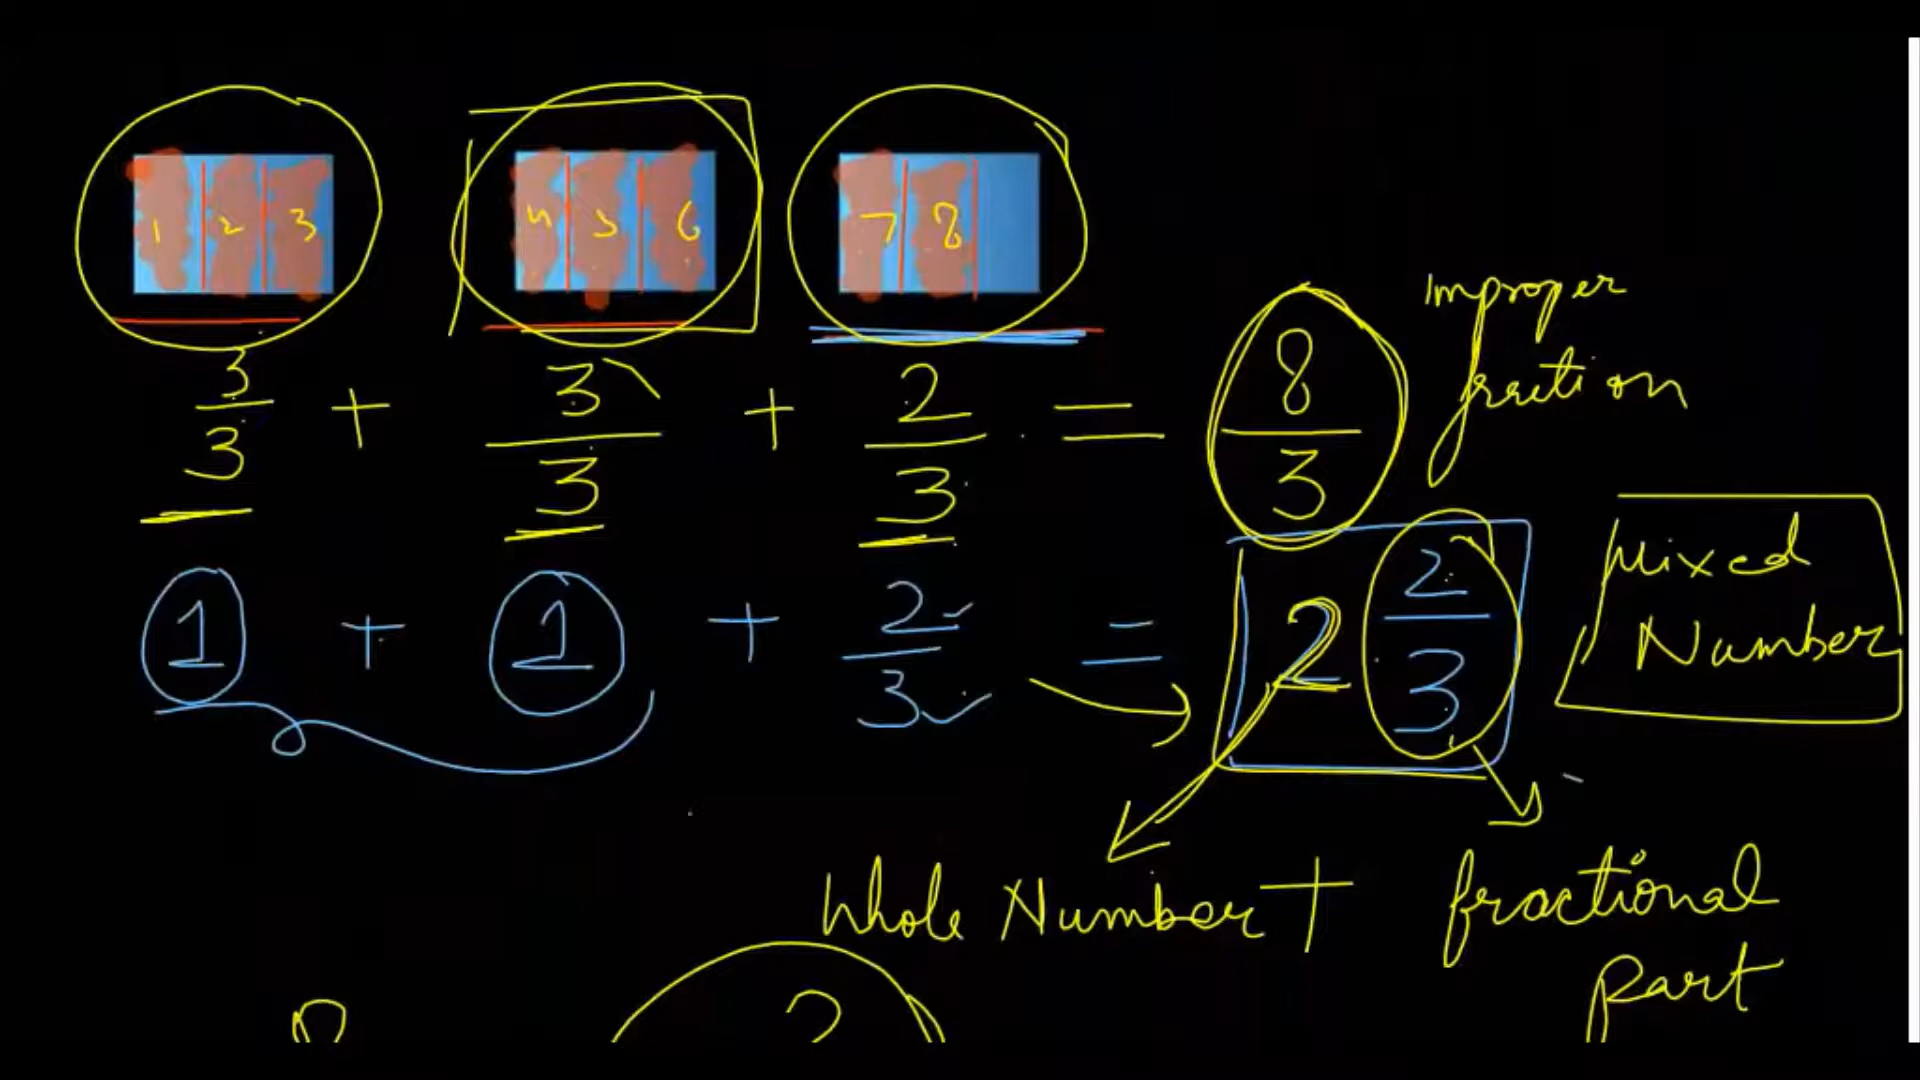 1 2 3 4 5 6 7 8
3/3 + 3/3 + 2/3 = 8/3
Improper
fraction
1 + 1 + 2/3 = 2 2/3
Mixed
Number
Whole Number + fractional
part